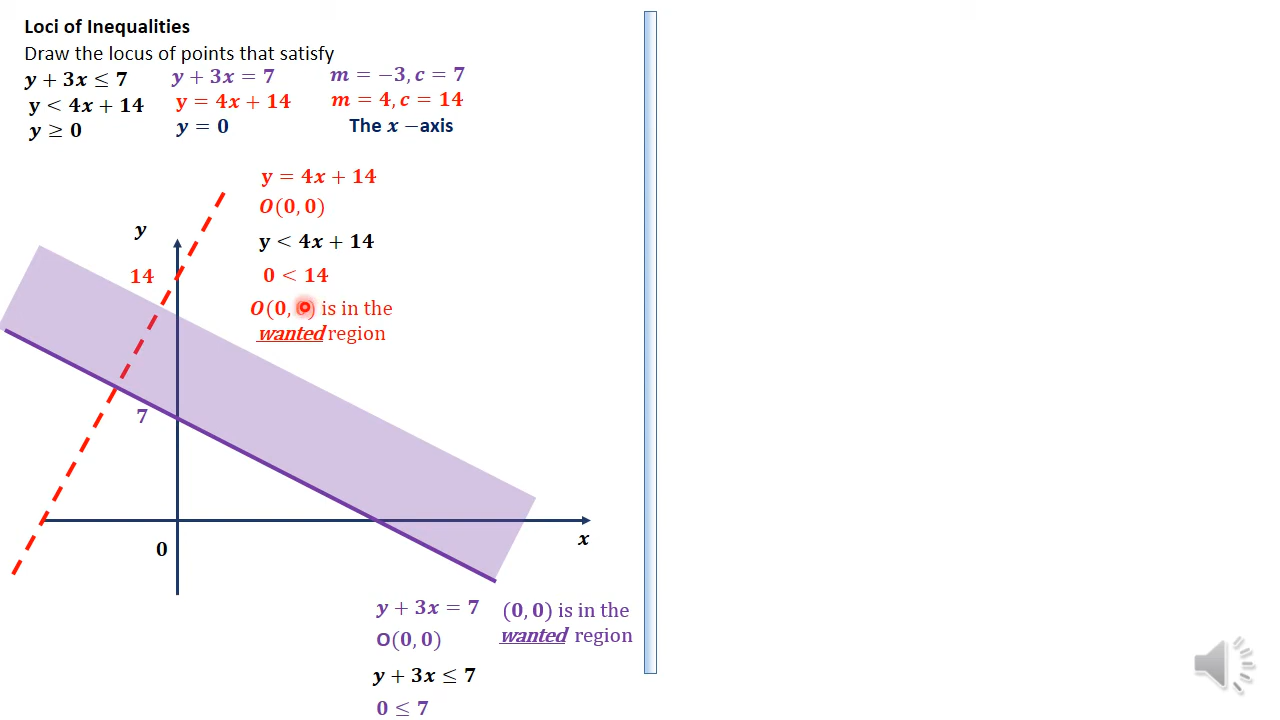 Loci of Inequalities
Draw the locus of points that satisfy
y + 3x ≤ 7 y + 3x = 7 m = −3, c = 7
y < 4x + 14 y = 4x + 14 m = 4, c = 14
y ≥ 0 y = 0 The x −axis
y = 4x + 14
O(0, 0)
y
y < 4x + 14
14
0 < 14
O(0, 0) is in the
wanted region
7
0
x
y + 3x = 7
(0, 0) is in the
O(0, 0)
wanted region
y + 3x ≤ 7
0 ≤ 7